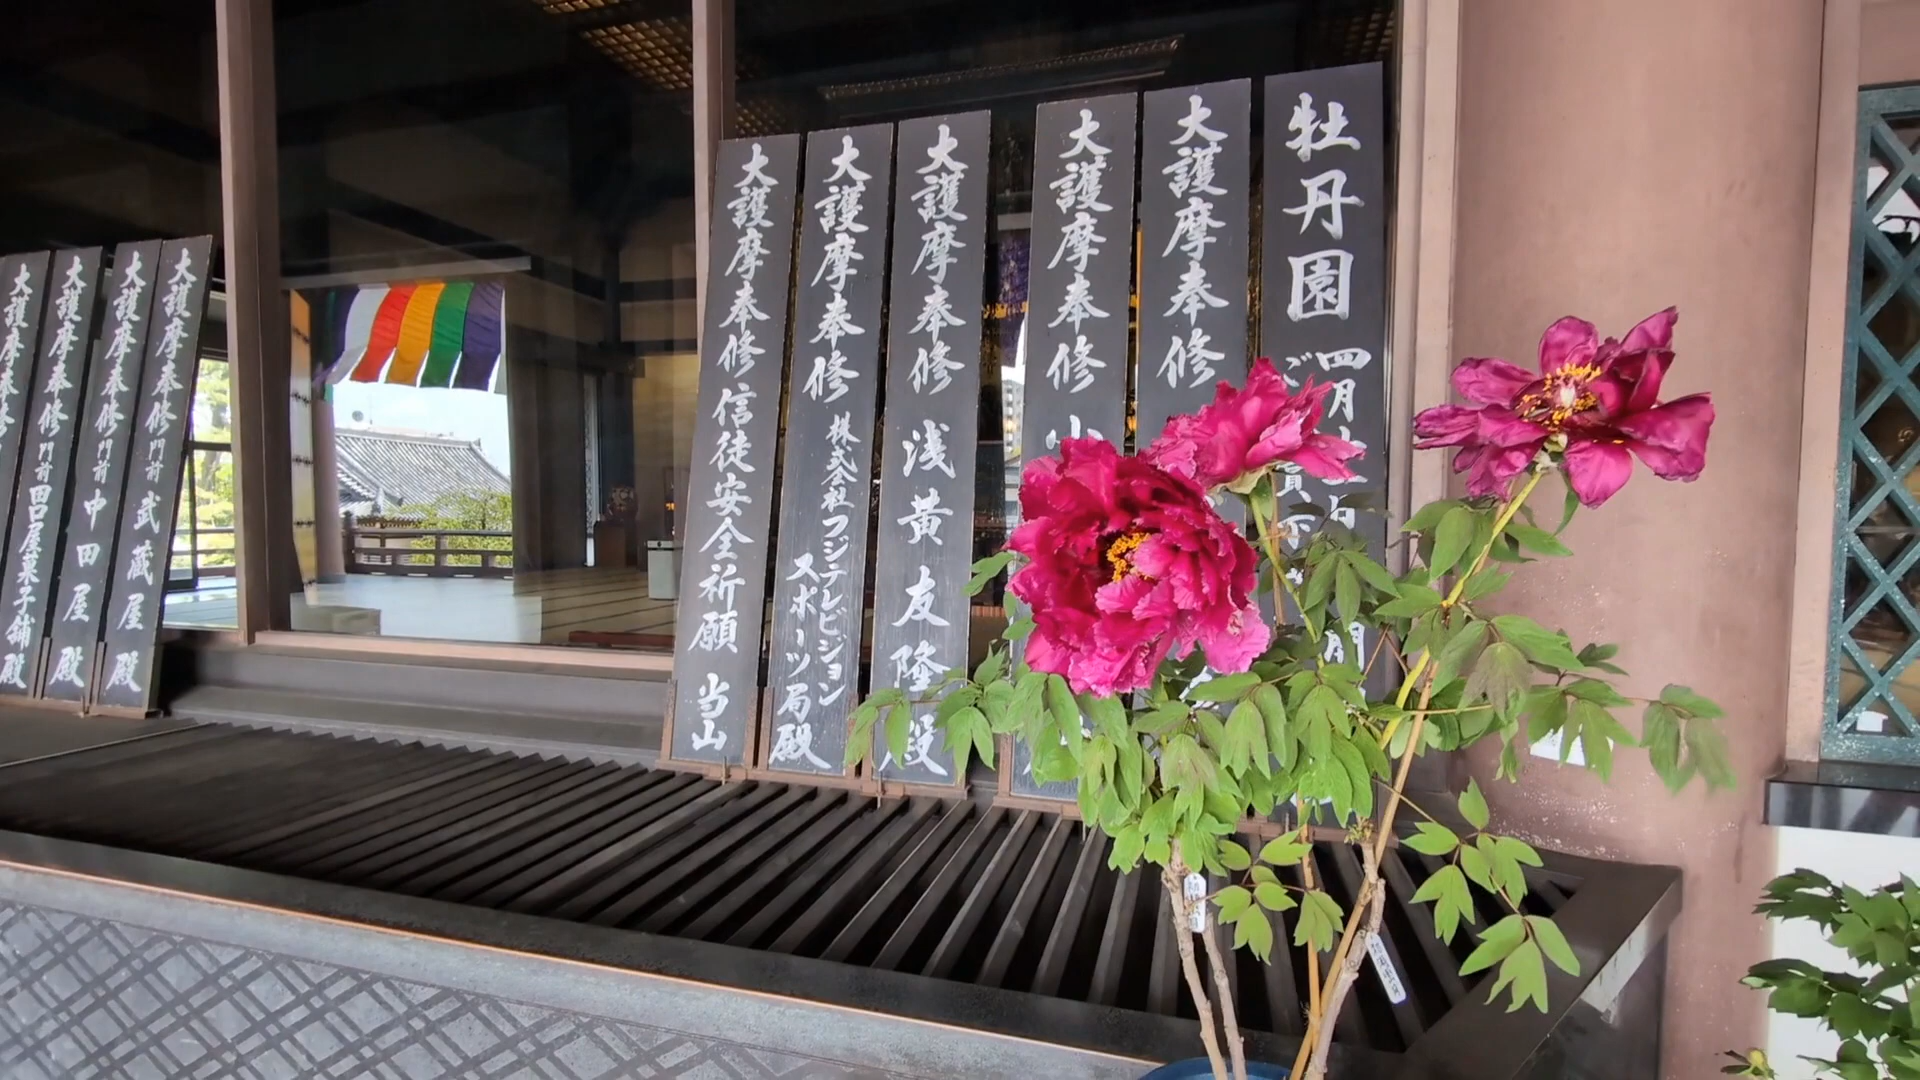 牡丹園
四月
大護摩奉修
大護摩奉修
大護摩奉修 浅黄友隆殿
大護摩奉修 株式会社フジテレビジョン
スポーツ局殿
大護摩奉修 信徒安全祈願 当山
大護摩奉修 門前 武蔵屋殿
大護摩奉修 門前 中田屋殿
大護摩奉修 門前 田口屋菓子舗殿
大護摩奉修